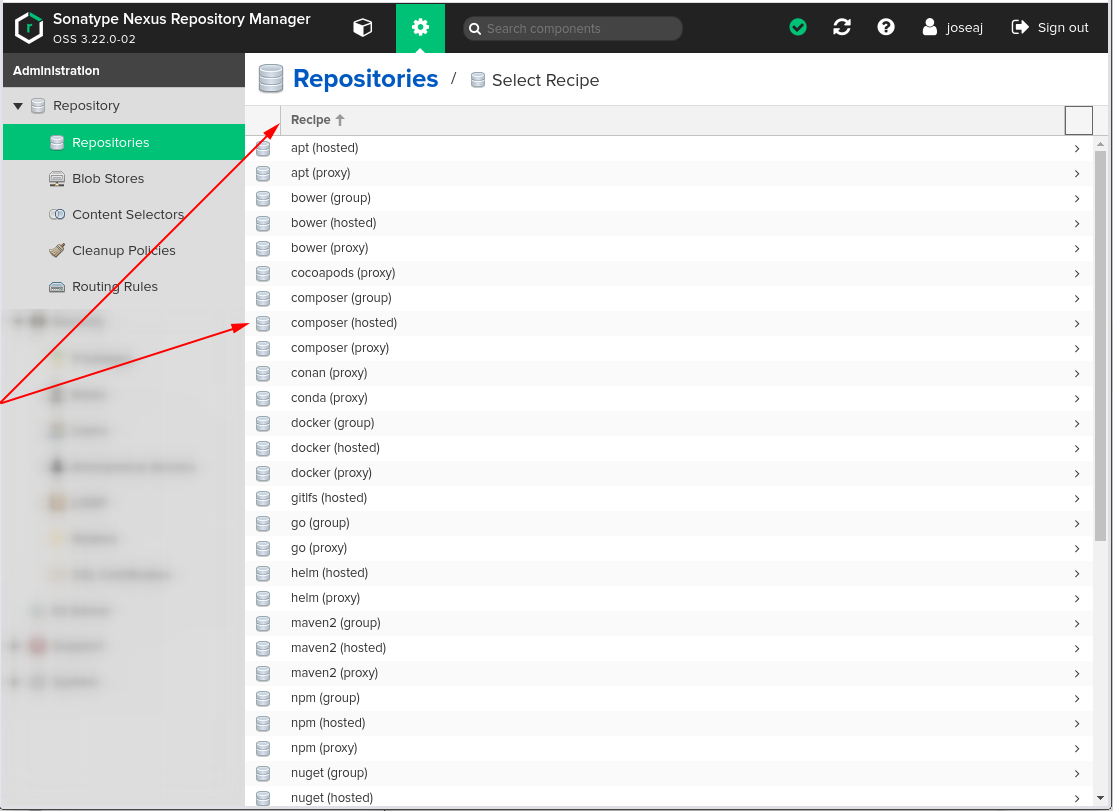 Sonatype Nexus Repository Manager
OSS 3.22.0-02
Search components
joseaj
Sign out
Administration
Repository
Repositories
Blob Stores
Content Selectors
Cleanup Policies
Routing Rules
Repositories / Select Recipe
Recipe
apt (hosted)
apt (proxy)
bower (group)
bower (hosted)
bower (proxy)
cocoapods (proxy)
composer (group)
composer (hosted)
composer (proxy)
conan (proxy)
conda (proxy)
docker (group)
docker (hosted)
docker (proxy)
gitlfs (hosted)
go (group)
go (proxy)
helm (hosted)
helm (proxy)
maven2 (group)
maven2 (hosted)
maven2 (proxy)
npm (group)
npm (hosted)
npm (proxy)
nuget (group)
nuget (hosted)